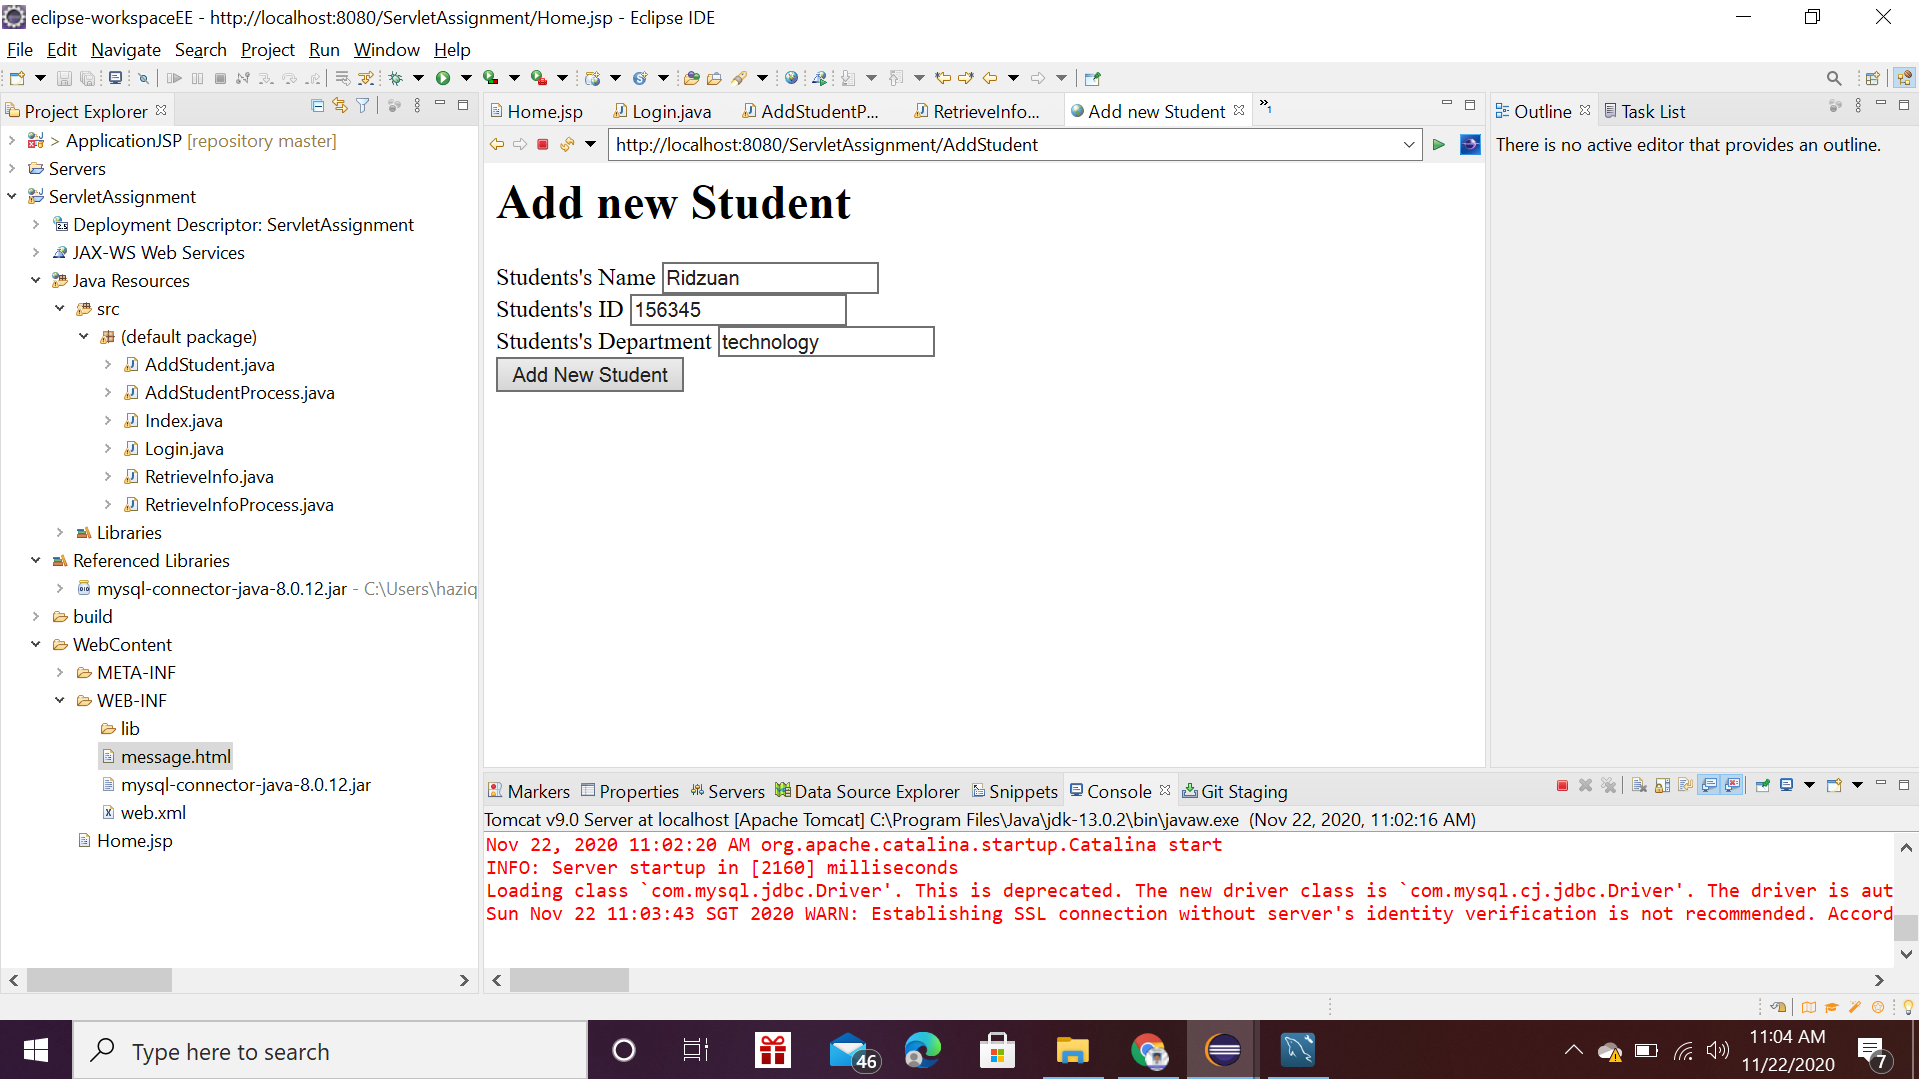 eclipse-workspaceEE - http://localhost:8080/ServletAssignment/Home.jsp - Eclipse IDE
File Edit Navigate Search Project Run Window Help
Project Explorer
> ApplicationJSP [repository master]
Servers
ServletAssignment
Deployment Descriptor: ServletAssignment
JAX-WS Web Services
Java Resources
src
(default package)
AddStudent.java
AddStudentProcess.java
Index.java
Login.java
RetrieveInfo.java
RetrieveInfoProcess.java
Libraries
Referenced Libraries
mysql-connector-java-8.0.12.jar - C:\Users\haziq
build
WebContent
META-INF
WEB-INF
lib
message.html
mysql-connector-java-8.0.12.jar
web.xml
Home.jsp
Home.jsp Login.java AddStudentP... RetrieveInfo... Add new Student »1
http://localhost:8080/ServletAssignment/AddStudent
Add new Student
Students's Name Ridzuan
Students's ID 156345
Students's Department technology
Add New Student
Outline Task List
There is no active editor that provides an outline.
Markers Properties Servers Data Source Explorer Snippets Console Git Staging
Tomcat v9.0 Server at localhost [Apache Tomcat] C:\Program Files\Java\jdk-13.0.2\bin\javaw.exe (Nov 22, 2020, 11:02:16 AM)
Nov 22, 2020 11:02:20 AM org.apache.catalina.startup.Catalina start
INFO: Server startup in [2160] milliseconds
Loading class `com.mysql.jdbc.Driver'. This is deprecated. The new driver class is `com.mysql.cj.jdbc.Driver'. The driver is aut
Sun Nov 22 11:03:43 SGT 2020 WARN: Establishing SSL connection without server's identity verification is not recommended. Accord
Type here to search
46
11:04 AM
11/22/2020
7